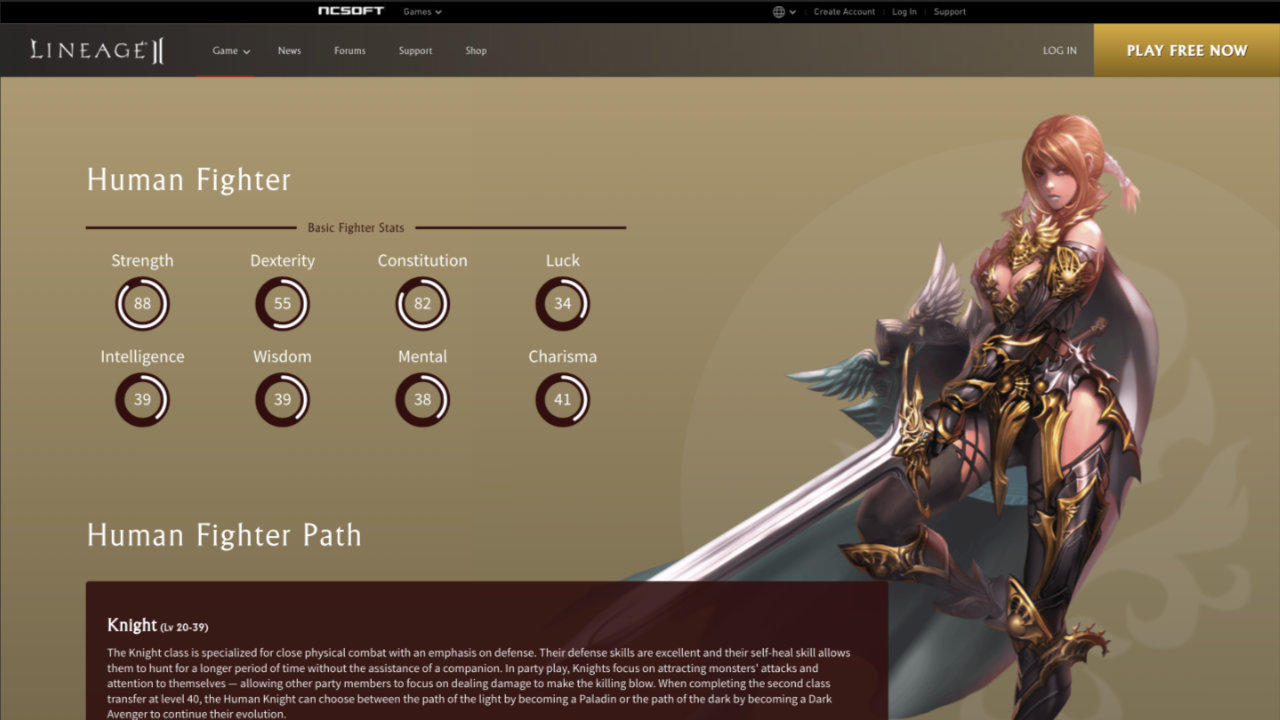 NCSOFT Games Create Account Log In Support
LINEAGE II Game News Forums Support Shop LOG IN PLAY FREE NOW
Human Fighter
Basic Fighter Stats
Strength Dexterity Constitution Luck
88 55 82 34
Intelligence Wisdom Mental Charisma
39 39 38 41
Human Fighter Path
Knight (Lv 20-39)
The Knight class is specialized for close physical combat with an emphasis on defense. Their defense skills are excellent and their self-heal skill allows
them to hunt for a longer period of time without the assistance of a companion. In party play, Knights focus on attracting monsters' attacks and
attention to themselves — allowing other party members to focus on dealing damage to make the killing blow. When completing the second class
transfer at level 40, the Human Knight can choose between the path of the light by becoming a Paladin or the path of the dark by becoming a Dark
Avenger to continue their evolution.